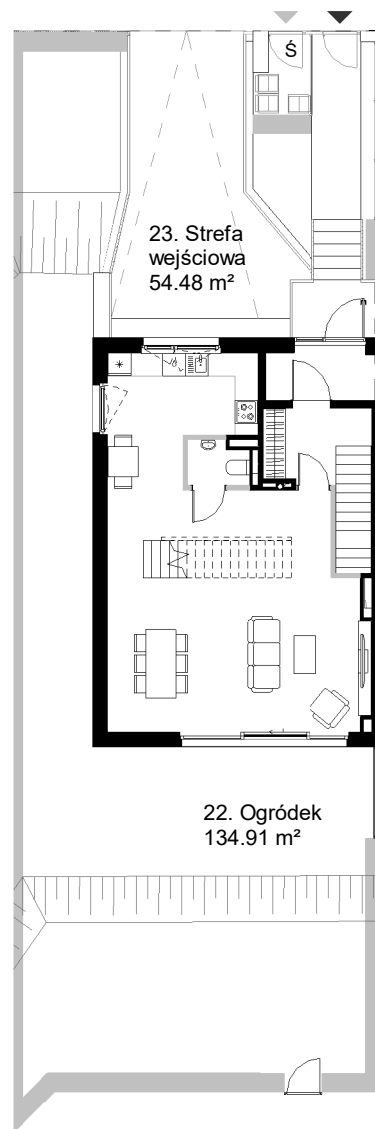 Ś
23. Strefa
wejściowa
54.48 m²
22. Ogródek
134.91 m²